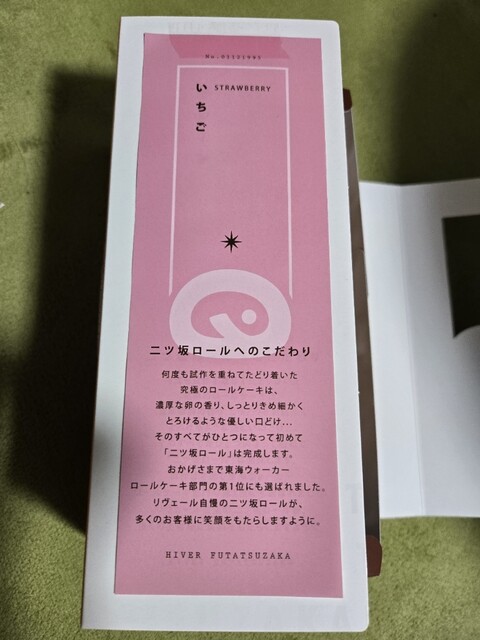 いちご
STRAWBERRY
二ツ坂ロールへのこだわり
何度も試作を重ねてたどり着いた
究極のロールケーキは、
濃厚な卵の香り、しっとりきめ細かく
とろけるような優しい口どけ…
そのすべてがひとつになって初めて
「二ツ坂ロール」は完成します。
おかげさまで東海ウォーカー
ロールケーキ部門の第1位にも選ばれました。
リヴェール自慢の二ツ坂ロールが、
多くのお客様に笑顔をもたらしますように。
HIVER FUTATSUZAKA